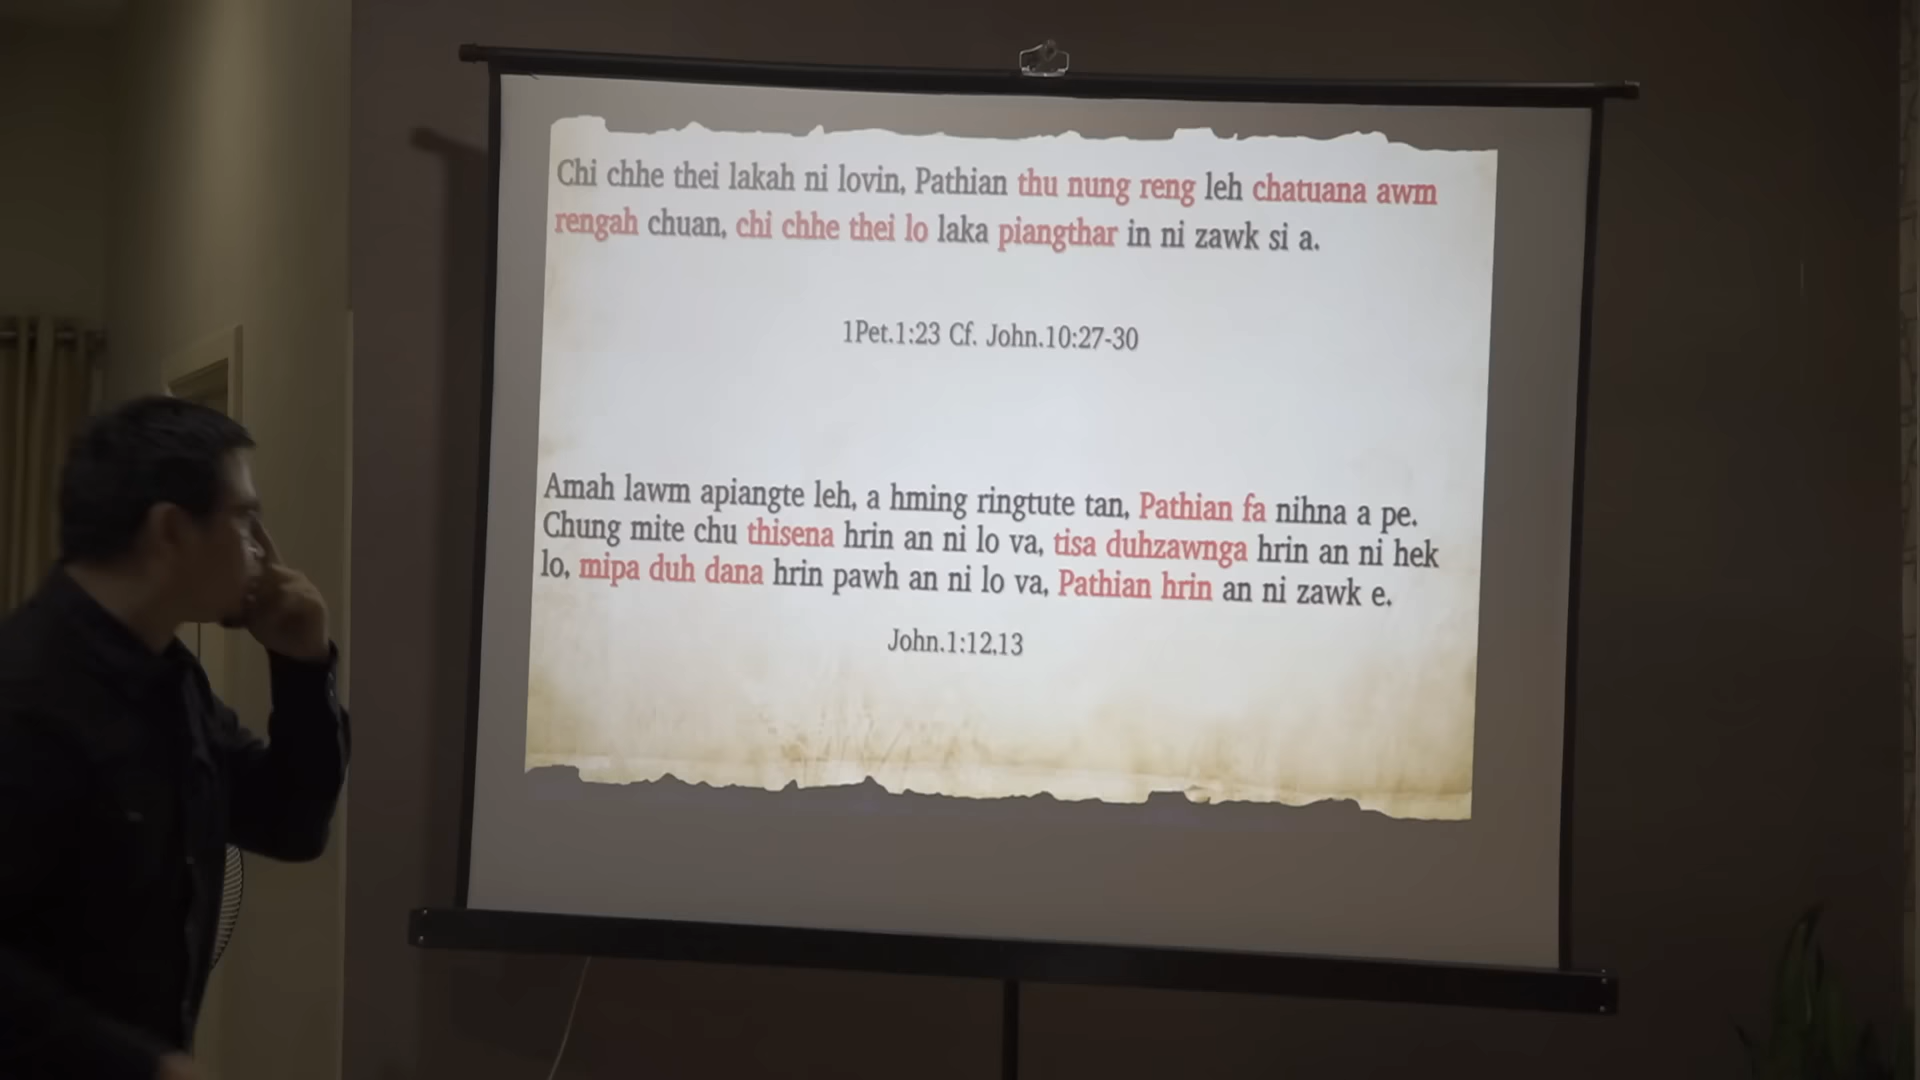 Chi chhe thei lakah ni lovin, Pathian thu nung reng leh chatuana awm
rengah chuan, chi chhe thei lo laka piangthar in ni zawk si a.
1Pet.1:23 Cf. John.10:27-30
Amah lawm apiangte leh, a hming ringtute tan, Pathian fa nihna a pe.
Chung mite chu thisena hrin an ni lo va, tisa duhzawnga hrin an ni hek
lo, mipa duh dana hrin pawh an ni lo va, Pathian hrin an ni zawk e.
John.1:12,13